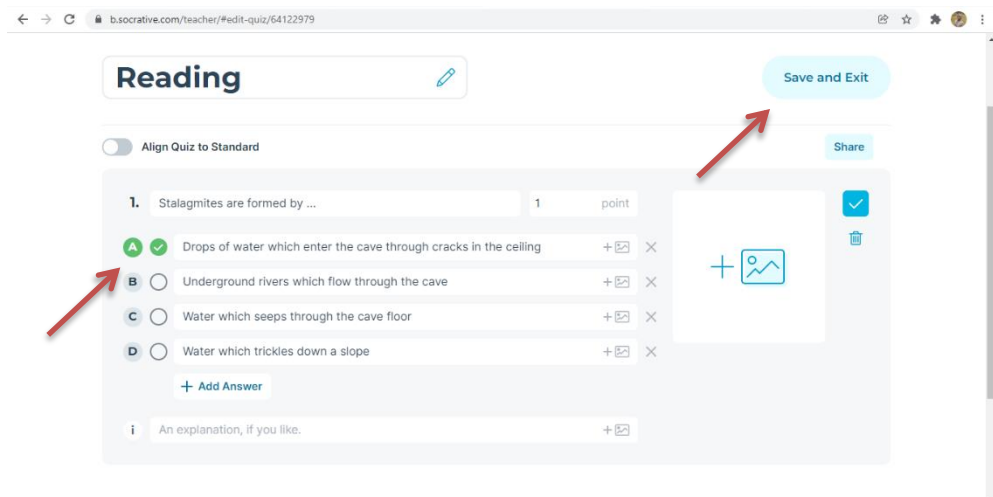 b.socrative.com/teacher/#edit-quiz/64122979
Reading
Save and Exit
Align Quiz to Standard
Share
1. Stalagmites are formed by ... 1 point
A Drops of water which enter the cave through cracks in the ceiling
B Underground rivers which flow through the cave
C Water which seeps through the cave floor
D Water which trickles down a slope
+ Add Answer
i An explanation, if you like.